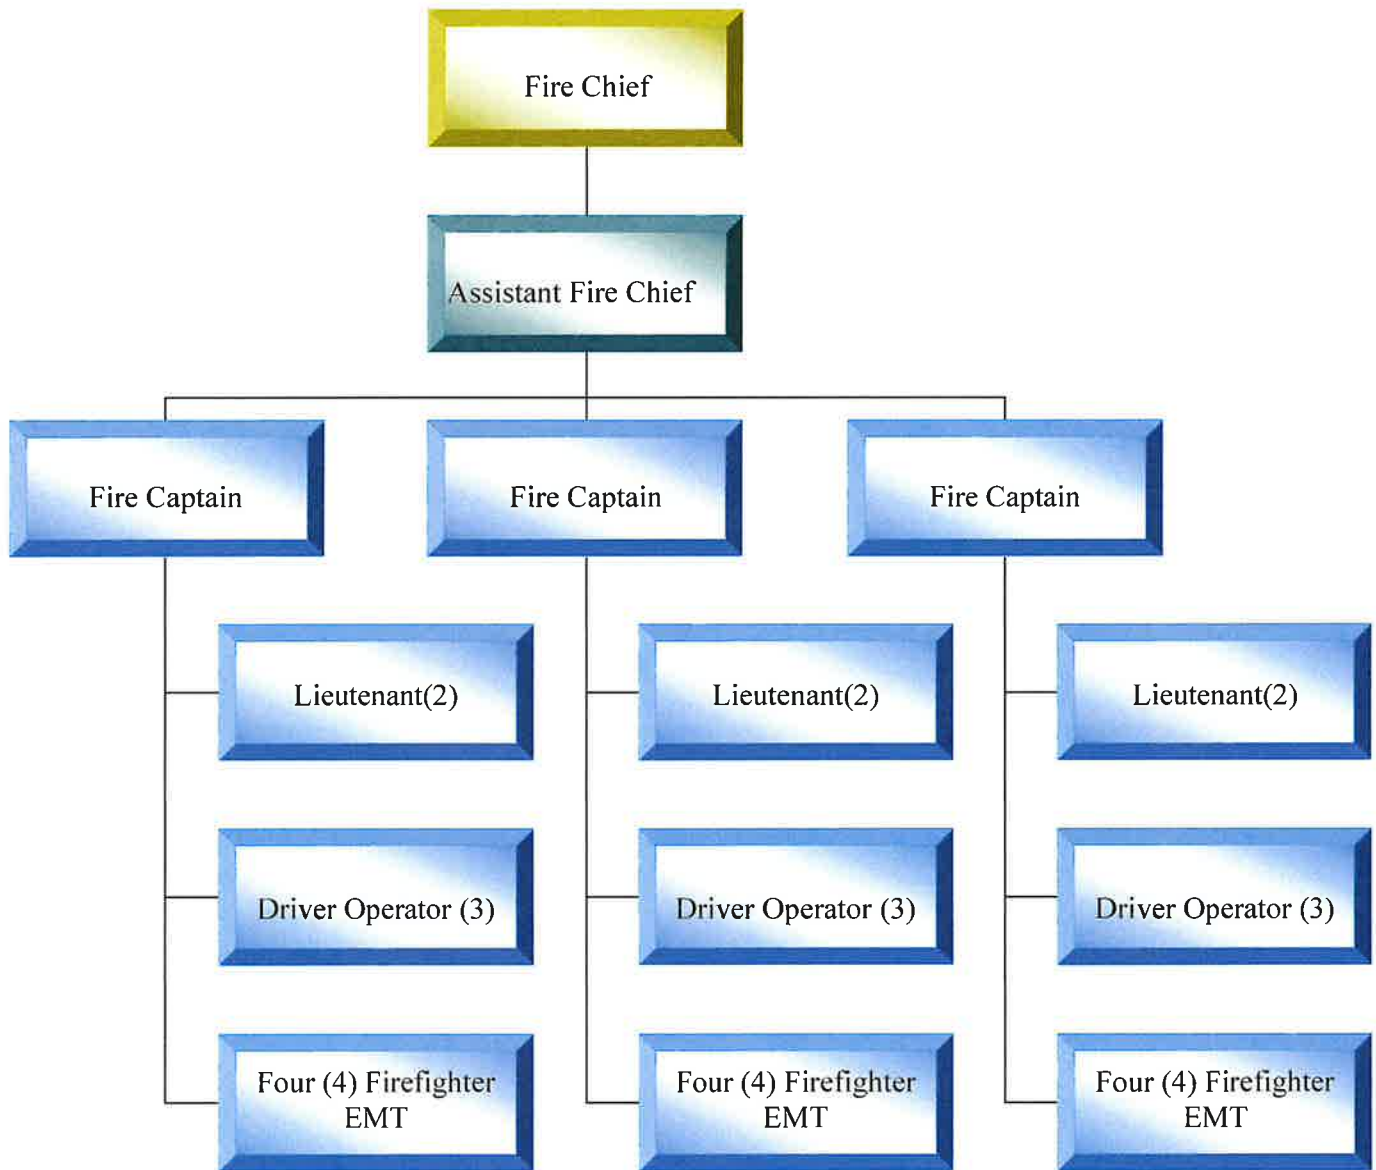 Fire Chief
Assistant Fire Chief
Fire Captain
Fire Captain
Fire Captain
Lieutenant(2)
Lieutenant(2)
Lieutenant(2)
Driver Operator (3)
Driver Operator (3)
Driver Operator (3)
Four (4) Firefighter
EMT
Four (4) Firefighter
EMT
Four (4) Firefighter
EMT